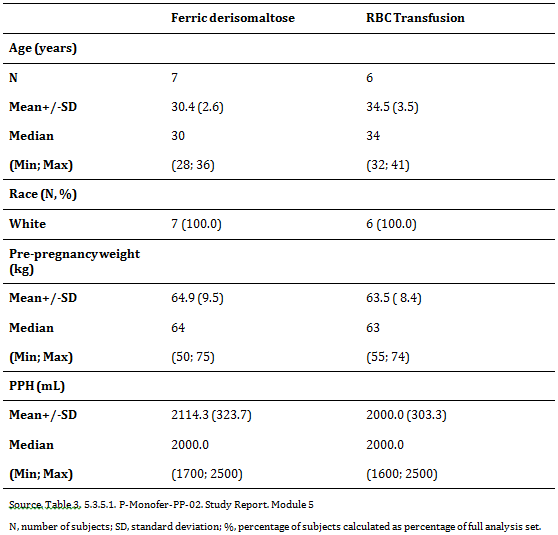 Ferric derisomaltose RBC Transfusion
Age (years)
N 7 6
Mean+/-SD 30.4 (2.6) 34.5 (3.5)
Median 30 34
(Min; Max) (28; 36) (32; 41)
Race (N, %)
White 7 (100.0) 6 (100.0)
Pre-pregnancy weight
(kg)
Mean+/-SD 64.9 (9.5) 63.5 ( 8.4)
Median 64 63
(Min; Max) (50; 75) (55; 74)
PPH (mL)
Mean+/-SD 2114.3 (323.7) 2000.0 (303.3)
Median 2000.0 2000.0
(Min; Max) (1700; 2500) (1600; 2500)
Source. Table 3, 5.3.5.1. P-Monofer-PP-02. Study Report. Module 5
N, number of subjects; SD, standard deviation; %, percentage of subjects calculated as percentage of full analysis set.